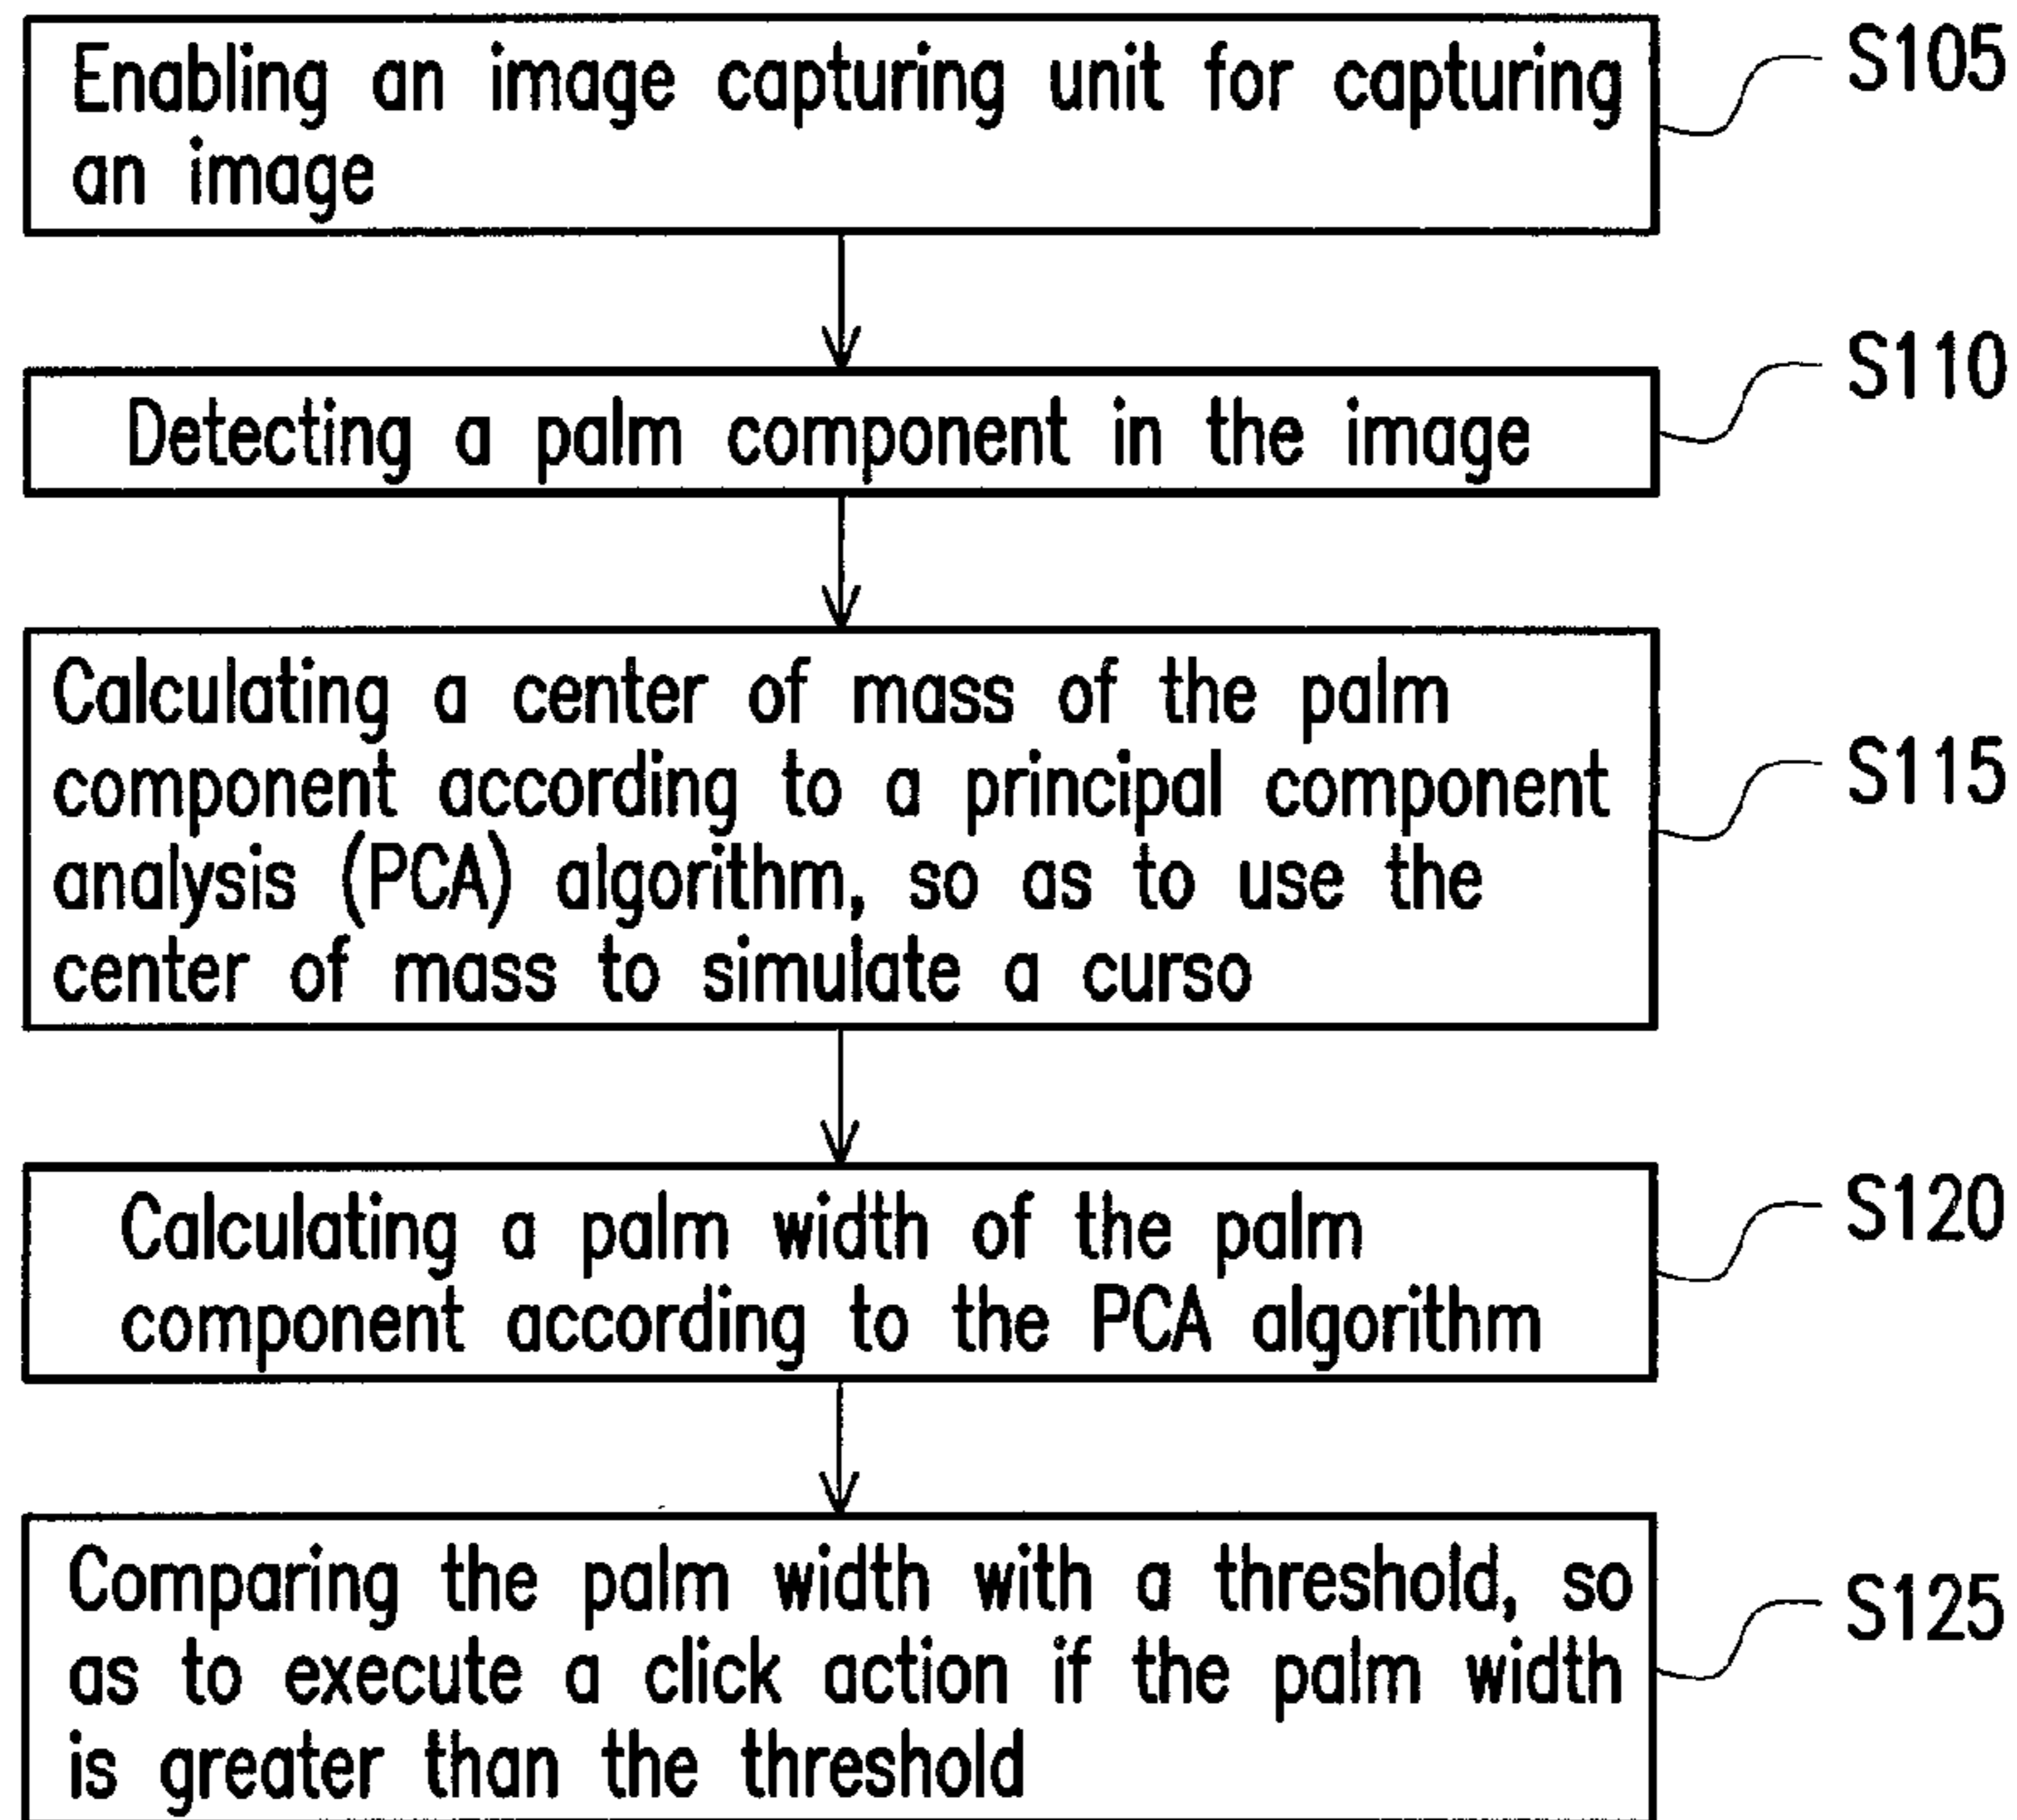 Enabling an image capturing unit for capturing
an image
S105
Detecting a palm component in the image
S110
Calculating a center of mass of the palm
component according to a principal component
analysis (PCA) algorithm, so as to use the
center of mass to simulate a curso
S115
Calculating a palm width of the palm
component according to the PCA algorithm
S120
Comparing the palm width with a threshold, so
as to execute a click action if the palm width
is greater than the threshold
S125